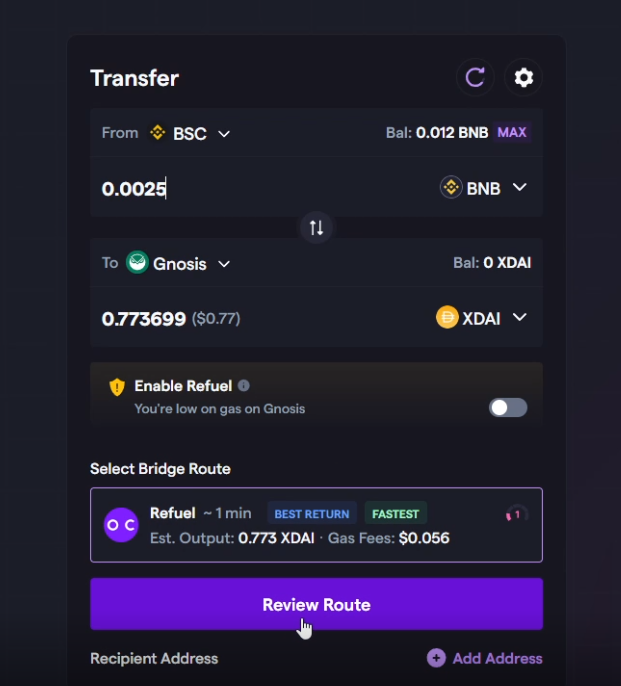 Transfer
From BSC Bal: 0.012 BNB MAX
0.0025 BNB
To Gnosis Bal: 0 XDAI
0.773699 ($0.77) XDAI
Enable Refuel
You're low on gas on Gnosis
Select Bridge Route
Refuel ~ 1 min BEST RETURN FASTEST 1
Est. Output: 0.773 XDAI · Gas Fees: $0.056
Review Route
Recipient Address + Add Address